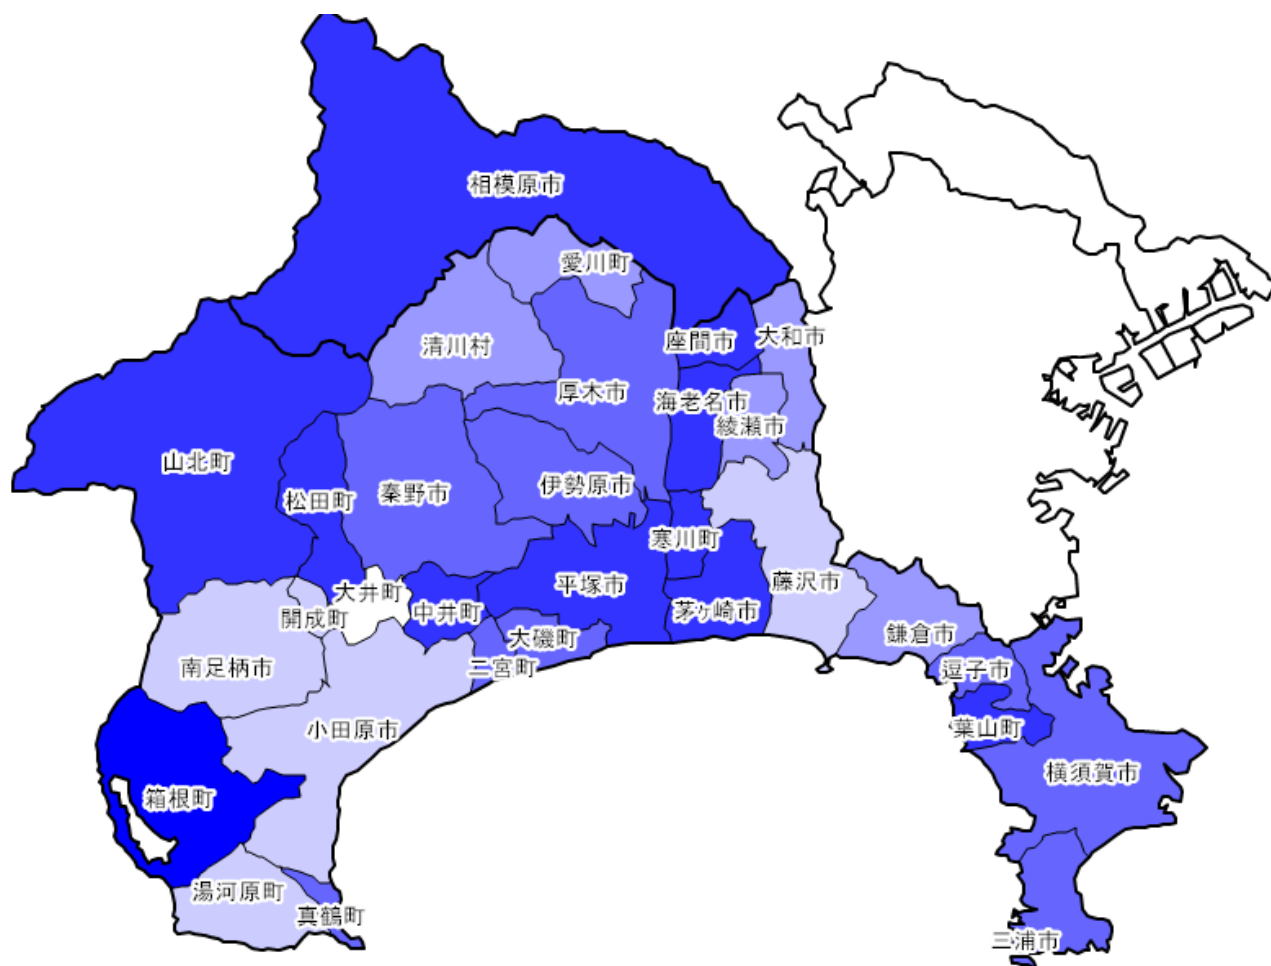 相模原市
愛川町
清川村
座間市
大和市
厚木市
海老名市
綾瀬市
山北町
松田町
秦野市
伊勢原市
寒川町
大井町
中井町
平塚市
茅ヶ崎市
藤沢市
開成町
鎌倉市
大磯町
南足柄市
二宮町
逗子市
小田原市
葉山町
横須賀市
箱根町
湯河原町
真鶴町
三浦市